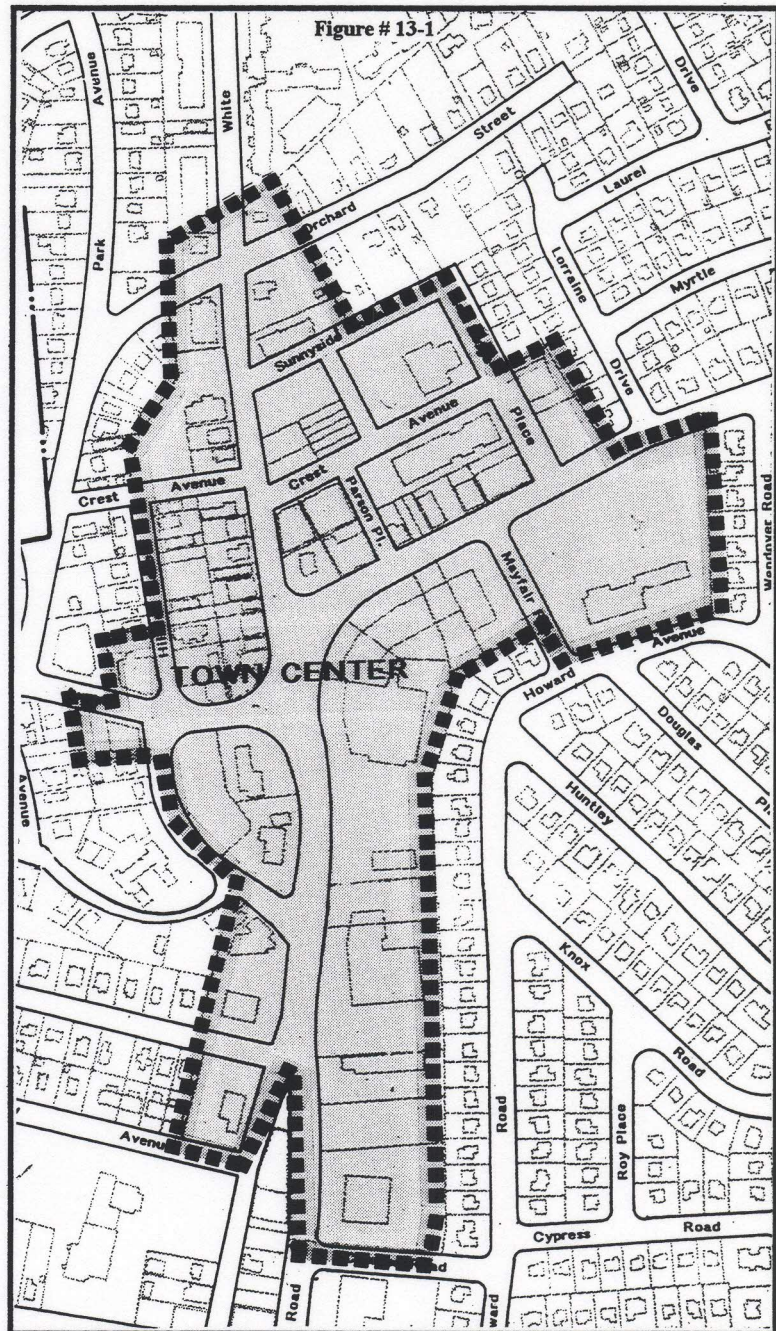 Figure # 13-1
Avenue
White
Drive
Street
Orchard
Laurel
Park
Lorraine
Myrtle
Sunnyside
Drive
Avenue
Place
Crest Avenue
Crest
Parson Pl.
Wendover Road
Mayfair
Hill
Avenue
TOWN CENTER
Howard
Douglas
Avenue
Huntley
Knox
Road
Avenue
Road
Roy Place
Cypress Road
Road